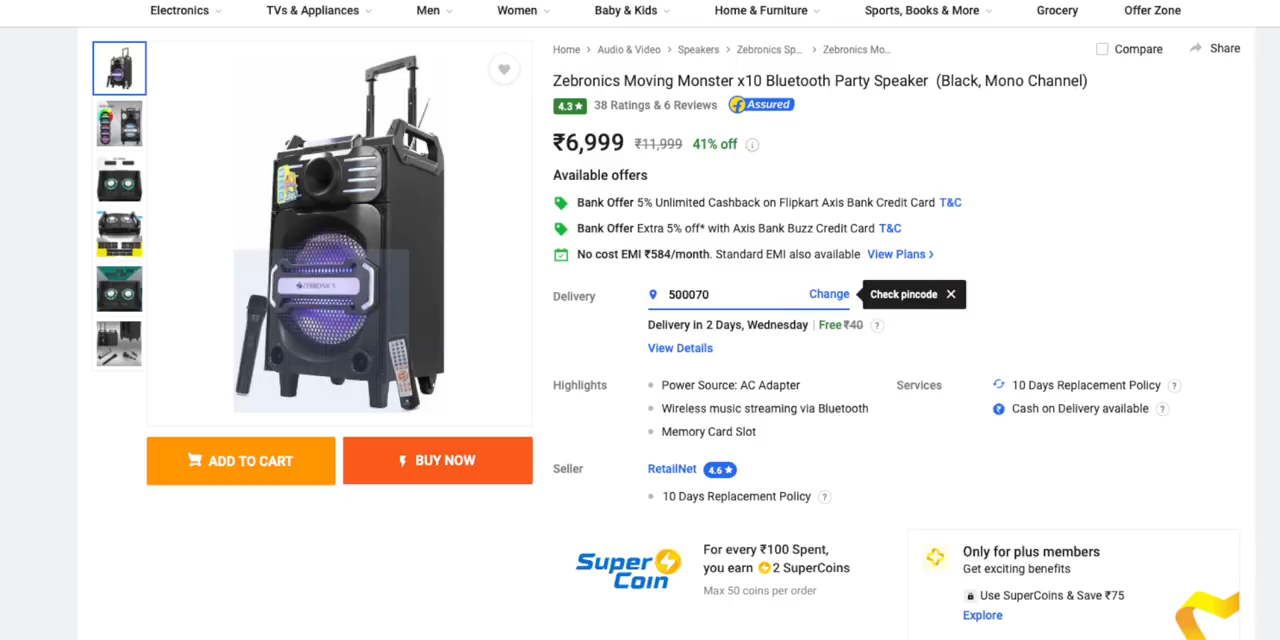 Electronics
TVs & Appliances
Men
Women
Baby & Kids
Home & Furniture
Sports, Books & More
Grocery
Offer Zone
Home > Audio & Video > Speakers > Zebronics Sp... > Zebronics Mo...
Compare
Share
Zebronics Moving Monster x10 Bluetooth Party Speaker (Black, Mono Channel)
4.3 ★ 38 Ratings & 6 Reviews Assured
₹6,999 ₹11,999 41% off
Available offers
Bank Offer 5% Unlimited Cashback on Flipkart Axis Bank Credit Card T&C
Bank Offer Extra 5% off* with Axis Bank Buzz Credit Card T&C
No cost EMI ₹584/month. Standard EMI also available View Plans >
Delivery
500070
Change
Check pincode ✕
Delivery in 2 Days, Wednesday | Free ₹40 ?
View Details
Highlights
Power Source: AC Adapter
Wireless music streaming via Bluetooth
Memory Card Slot
Services
10 Days Replacement Policy ?
Cash on Delivery available ?
ZEBRONICS
ADD TO CART
BUY NOW
Seller
RetailNet 4.6 ★
10 Days Replacement Policy ?
Super
Coin
For every ₹100 Spent,
you earn 2 SuperCoins
Max 50 coins per order
Only for plus members
Get exciting benefits
Use SuperCoins & Save ₹75
Explore